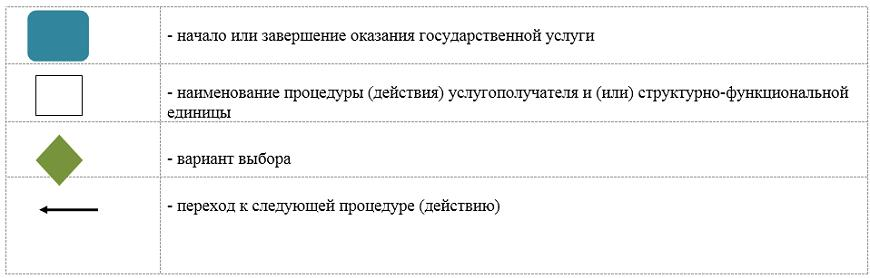 - начало или завершение оказания государственной услуги
- наименование процедуры (действия) услугополучателя и (или) структурно-функциональной
единицы
- вариант выбора
- переход к следующей процедуре (действию)